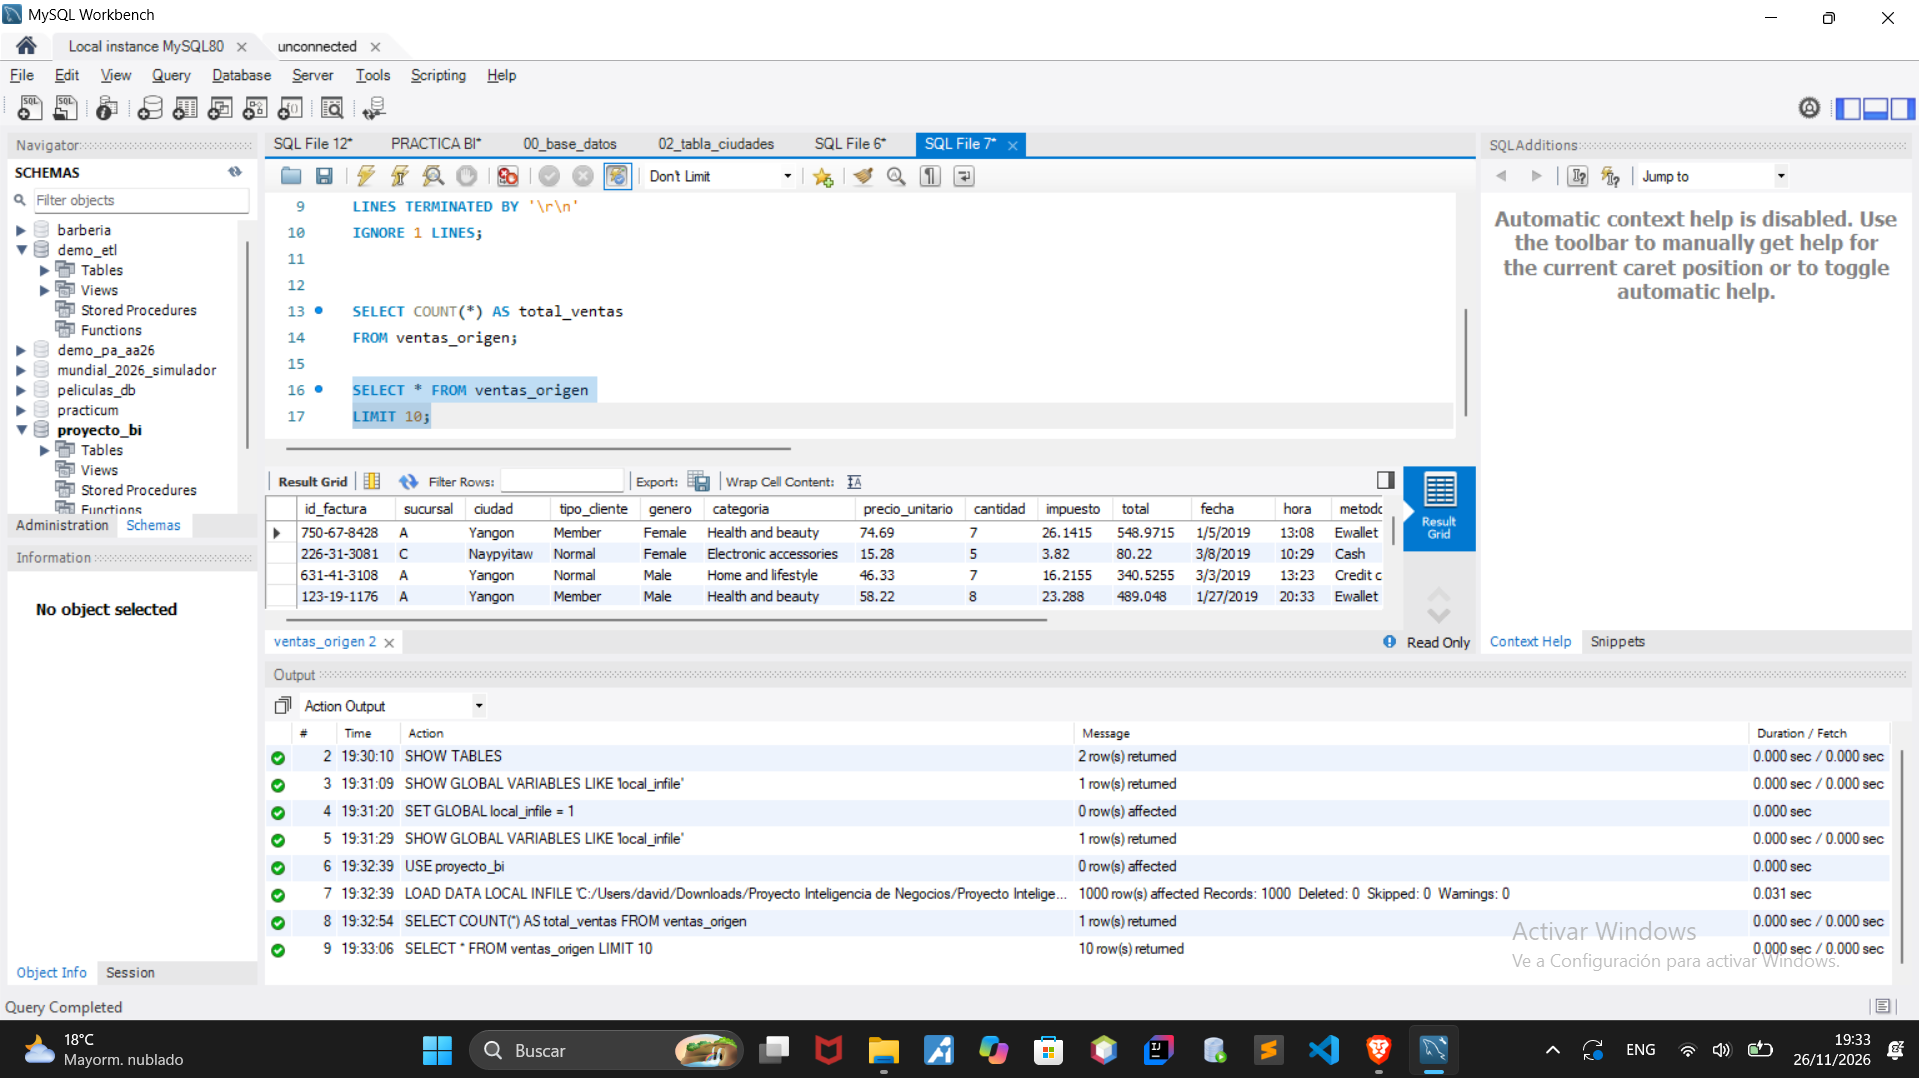 MySQL Workbench
Local instance MySQL80
unconnected
File Edit View Query Database Server Tools Scripting Help
Navigator
SCHEMAS
Filter objects
barberia
demo_etl
Tables
Views
Stored Procedures
Functions
demo_pa_aa26
mundial_2026_simulador
peliculas_db
practicum
proyecto_bi
Tables
Views
Stored Procedures
Functions
Administration Schemas
Information
No object selected
Object Info Session
SQL File 12* PRACTICA BI* 00_base_datos 02_tabla_ciudades SQL File 6* SQL File 7*
Don't Limit
9 LINES TERMINATED BY '\r\n'
10 IGNORE 1 LINES;
11
12
13 SELECT COUNT(*) AS total_ventas
14 FROM ventas_origen;
15
16 SELECT * FROM ventas_origen
17 LIMIT 10;
Result Grid Filter Rows: Export: Wrap Cell Content:
id_factura sucursal ciudad tipo_cliente genero categoria precio_unitario cantidad impuesto total fecha hora metodo
750-67-8428 A Yangon Member Female Health and beauty 74.69 7 26.1415 548.9715 1/5/2019 13:08 Ewallet
226-31-3081 C Naypyitaw Normal Female Electronic accessories 15.28 5 3.82 80.22 3/8/2019 10:29 Cash
631-41-3108 A Yangon Normal Male Home and lifestyle 46.33 7 16.2155 340.5255 3/3/2019 13:23 Credit c
123-19-1176 A Yangon Member Male Health and beauty 58.22 8 23.288 489.048 1/27/2019 20:33 Ewallet
Result Grid
ventas_origen 2
Read Only
SQLAdditions
Jump to
Automatic context help is disabled. Use
the toolbar to manually get help for
the current caret position or to toggle
automatic help.
Context Help Snippets
Output
Action Output
# Time Action Message Duration / Fetch
2 19:30:10 SHOW TABLES 2 row(s) returned 0.000 sec / 0.000 sec
3 19:31:09 SHOW GLOBAL VARIABLES LIKE 'local_infile' 1 row(s) returned 0.000 sec / 0.000 sec
4 19:31:20 SET GLOBAL local_infile = 1 0 row(s) affected 0.000 sec
5 19:31:29 SHOW GLOBAL VARIABLES LIKE 'local_infile' 1 row(s) returned 0.000 sec / 0.000 sec
6 19:32:39 USE proyecto_bi 0 row(s) affected 0.000 sec
7 19:32:39 LOAD DATA LOCAL INFILE 'C:/Users/david/Downloads/Proyecto Inteligencia de Negocios/Proyecto Intelige... 1000 row(s) affected Records: 1000 Deleted: 0 Skipped: 0 Warnings: 0 0.031 sec
8 19:32:54 SELECT COUNT(*) AS total_ventas FROM ventas_origen 1 row(s) returned 0.000 sec / 0.000 sec
9 19:33:06 SELECT * FROM ventas_origen LIMIT 10 10 row(s) returned 0.000 sec / 0.000 sec
Activar Windows
Ve a Configuración para activar Windows.
Query Completed
18°C
Mayorm. nublado
Buscar
ENG
19:33
26/11/2026